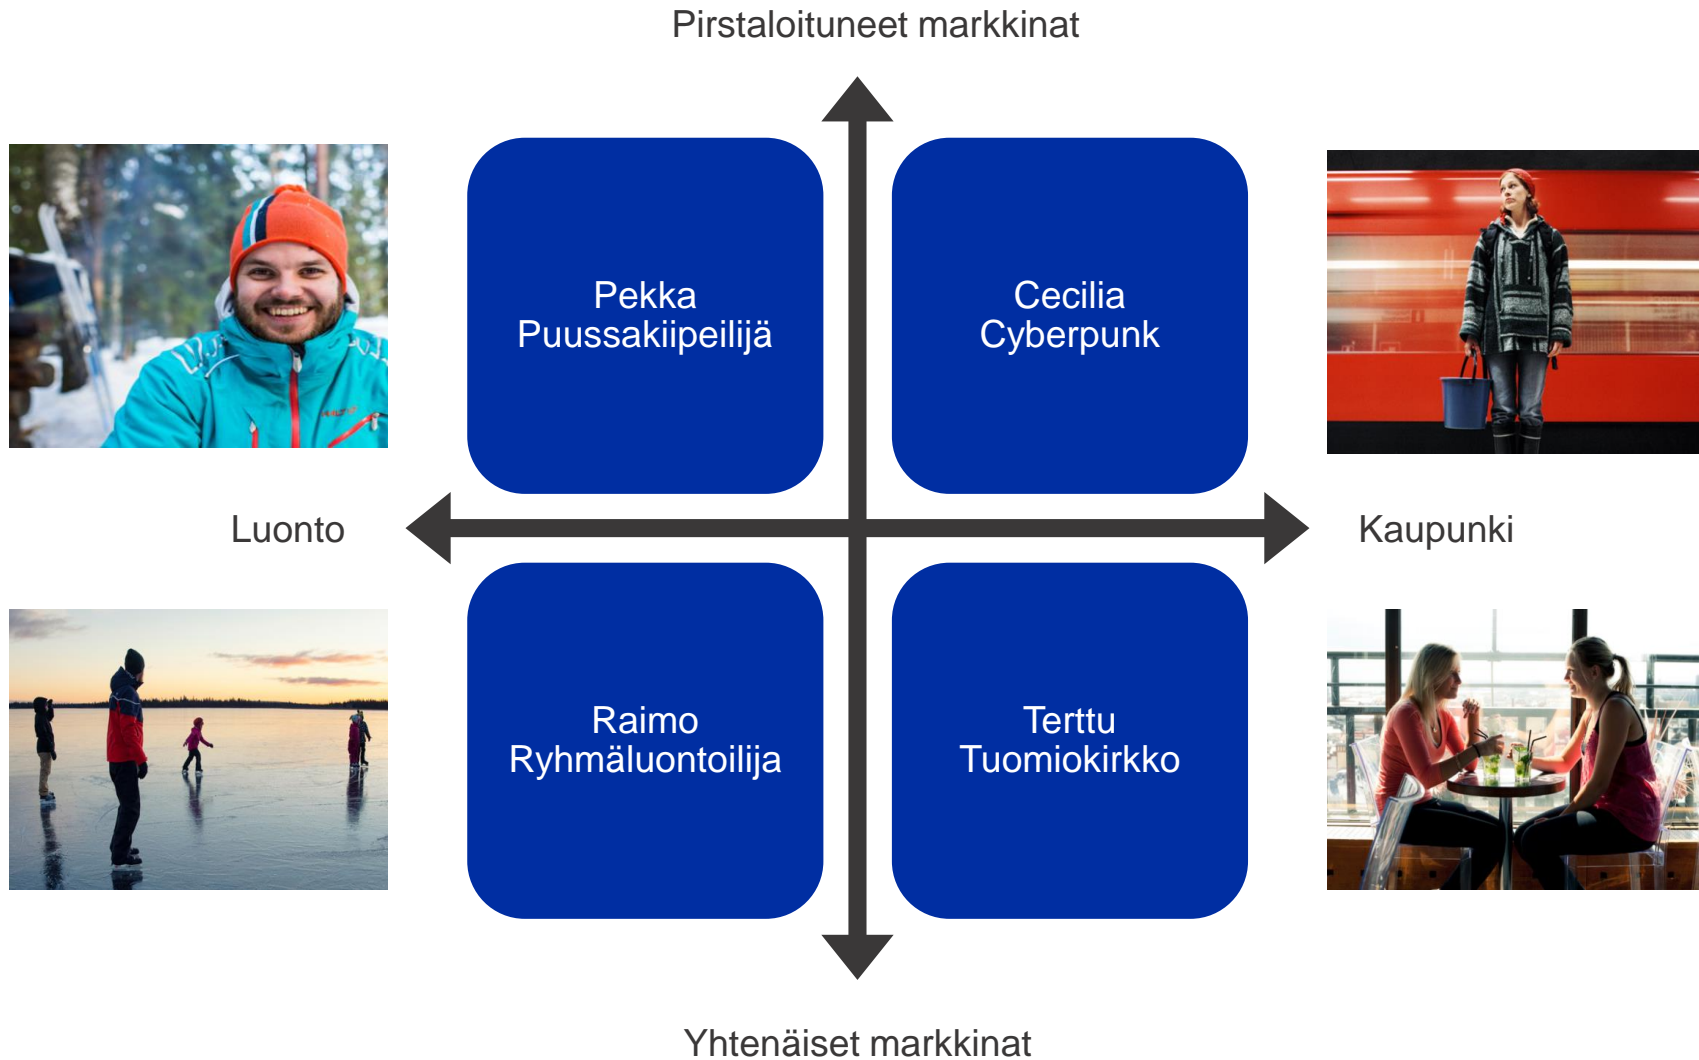 Pirstaloituneet markkinat
Pekka
Puussakiipeilijä
Cecilia
Cyberpunk
Luonto
Kaupunki
Raimo
Ryhmäluontoilija
Terttu
Tuomiokirkko
Yhtenäiset markkinat